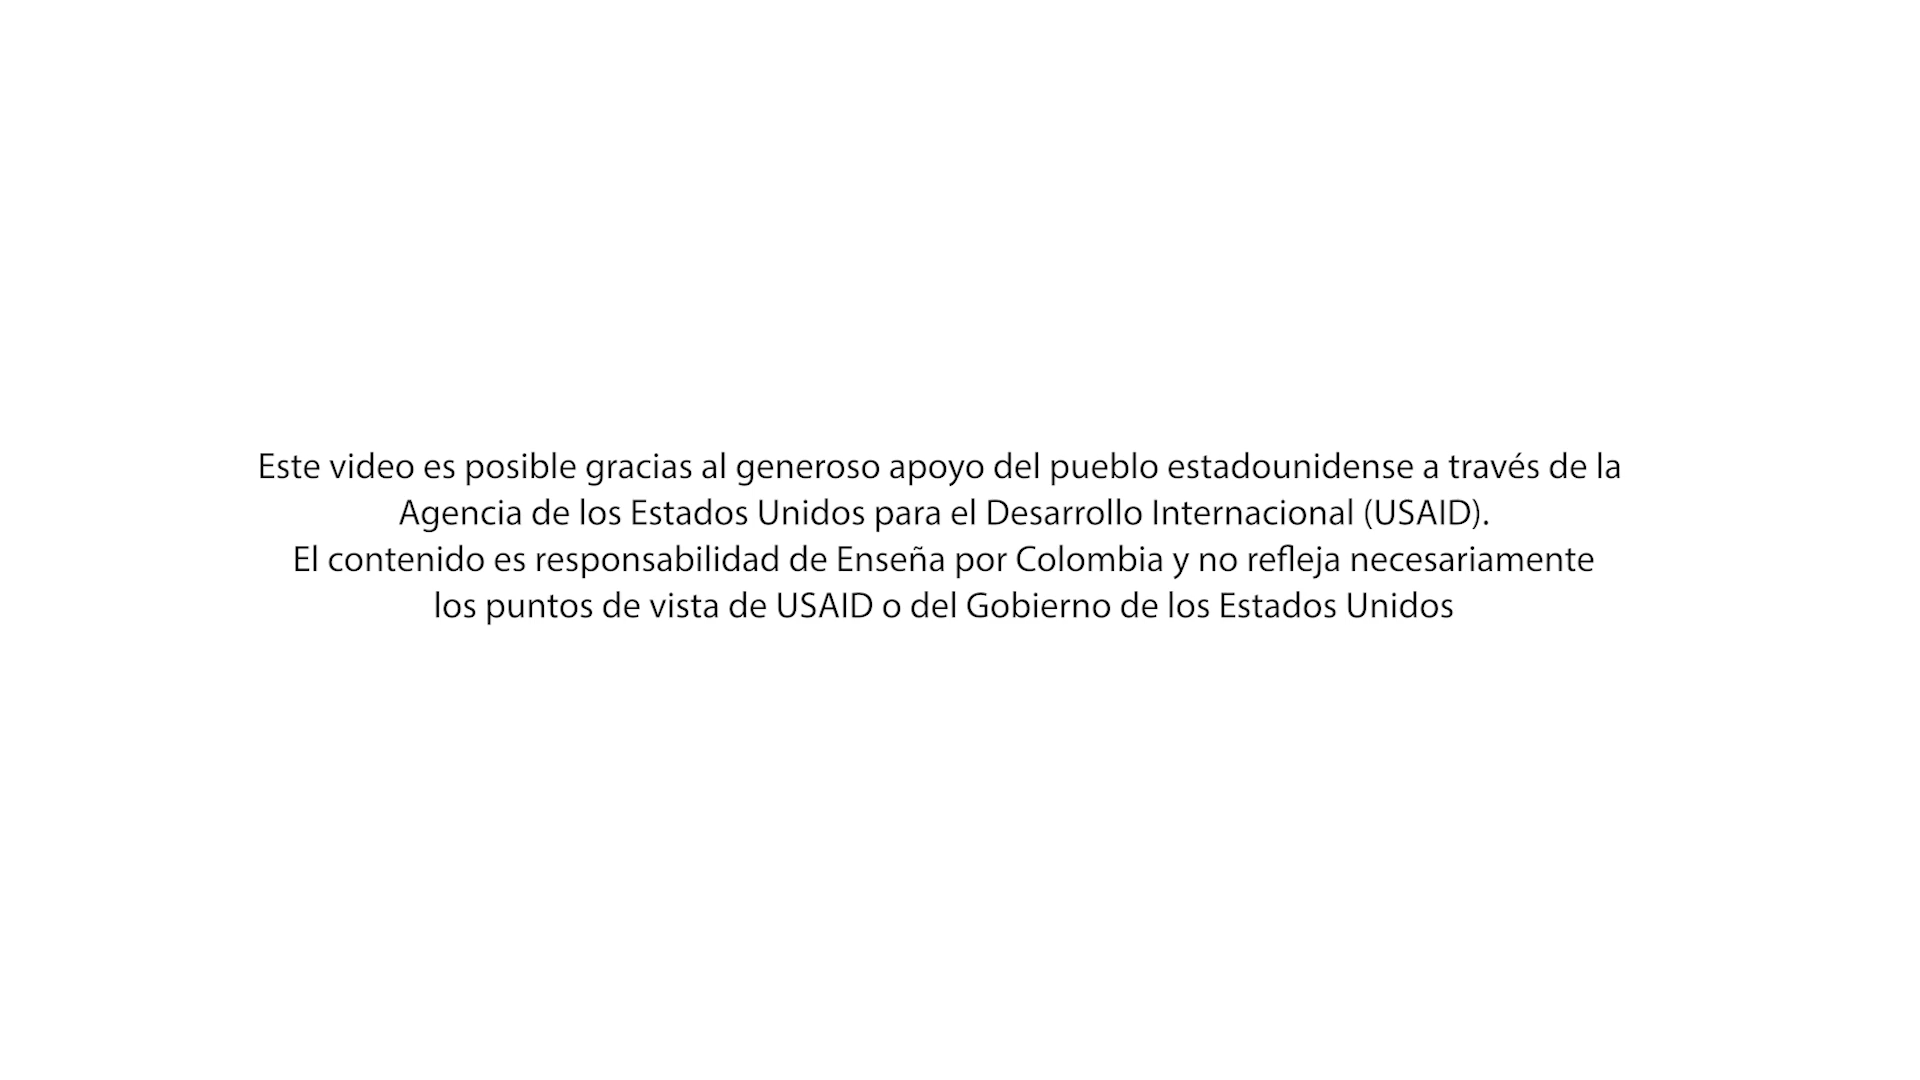 Este video es posible gracias al generoso apoyo del pueblo estadounidense a través de la
Agencia de los Estados Unidos para el Desarrollo Internacional (USAID).
El contenido es responsabilidad de Enseña por Colombia y no refleja necesariamente
los puntos de vista de USAID o del Gobierno de los Estados Unidos